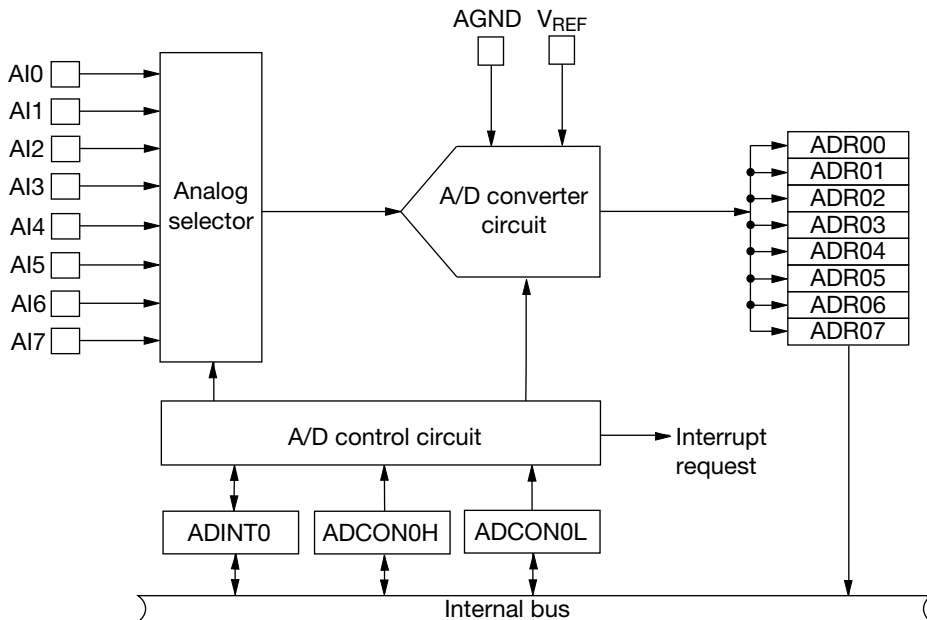 AGND
VREF
AI0
AI1
AI2
AI3
AI4
AI5
AI6
AI7
Analog
selector
A/D converter
circuit
ADR00
ADR01
ADR02
ADR03
ADR04
ADR05
ADR06
ADR07
A/D control circuit
Interrupt
request
ADINT0
ADCON0H
ADCON0L
Internal bus